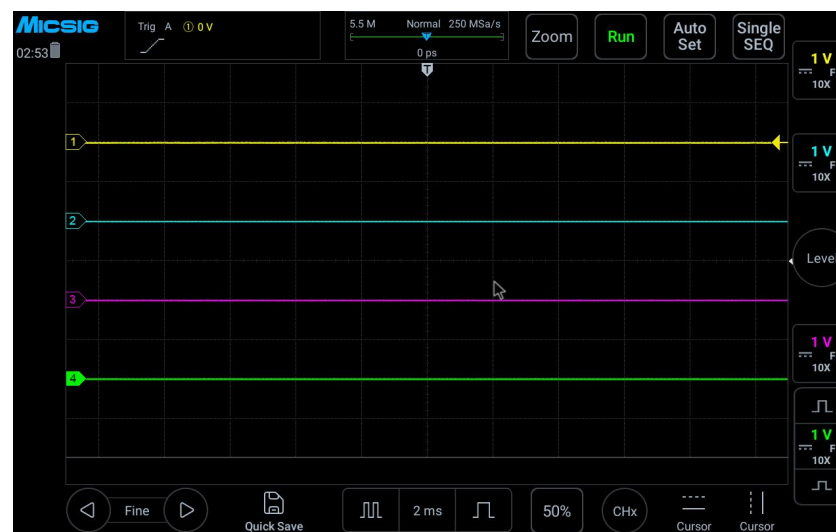 Micsig
02:53
Trig A ① 0 V
5.5 M Normal 250 MSa/s
0 ps
T
Zoom
Run
Auto
Set
Single
SEQ
1 V
F
10X
1
1 V
F
10X
2
Level
3
1 V
F
10X
4
1 V
F
10X
Fine
Quick Save
2 ms
50%
CHx
Cursor
Cursor